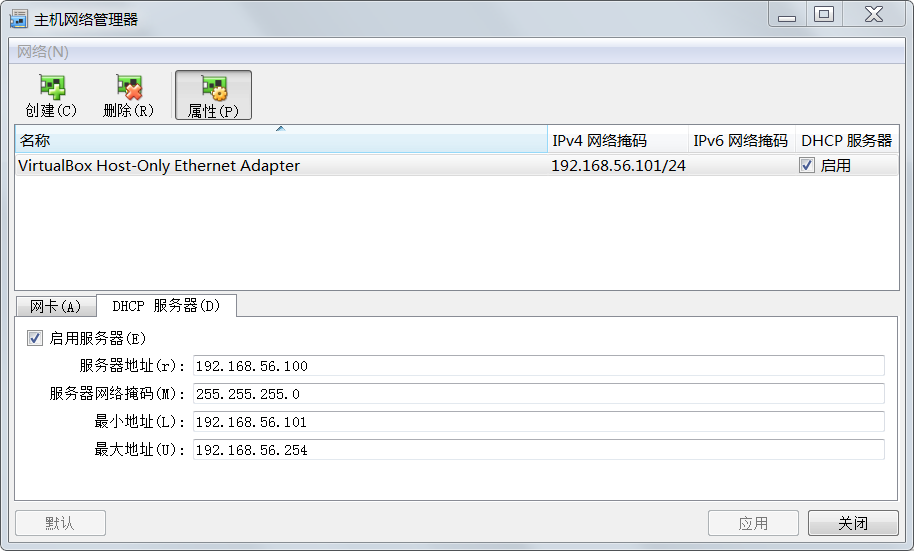 主机网络管理器
网络(N)
创建(C) 删除(R) 属性(P)
名称 IPv4 网络掩码 IPv6 网络掩码 DHCP 服务器
VirtualBox Host-Only Ethernet Adapter 192.168.56.101/24 启用
网卡(A) DHCP 服务器(D)
启用服务器(E)
服务器地址(r): 192.168.56.100
服务器网络掩码(M): 255.255.255.0
最小地址(L): 192.168.56.101
最大地址(U): 192.168.56.254
默认 应用 关闭